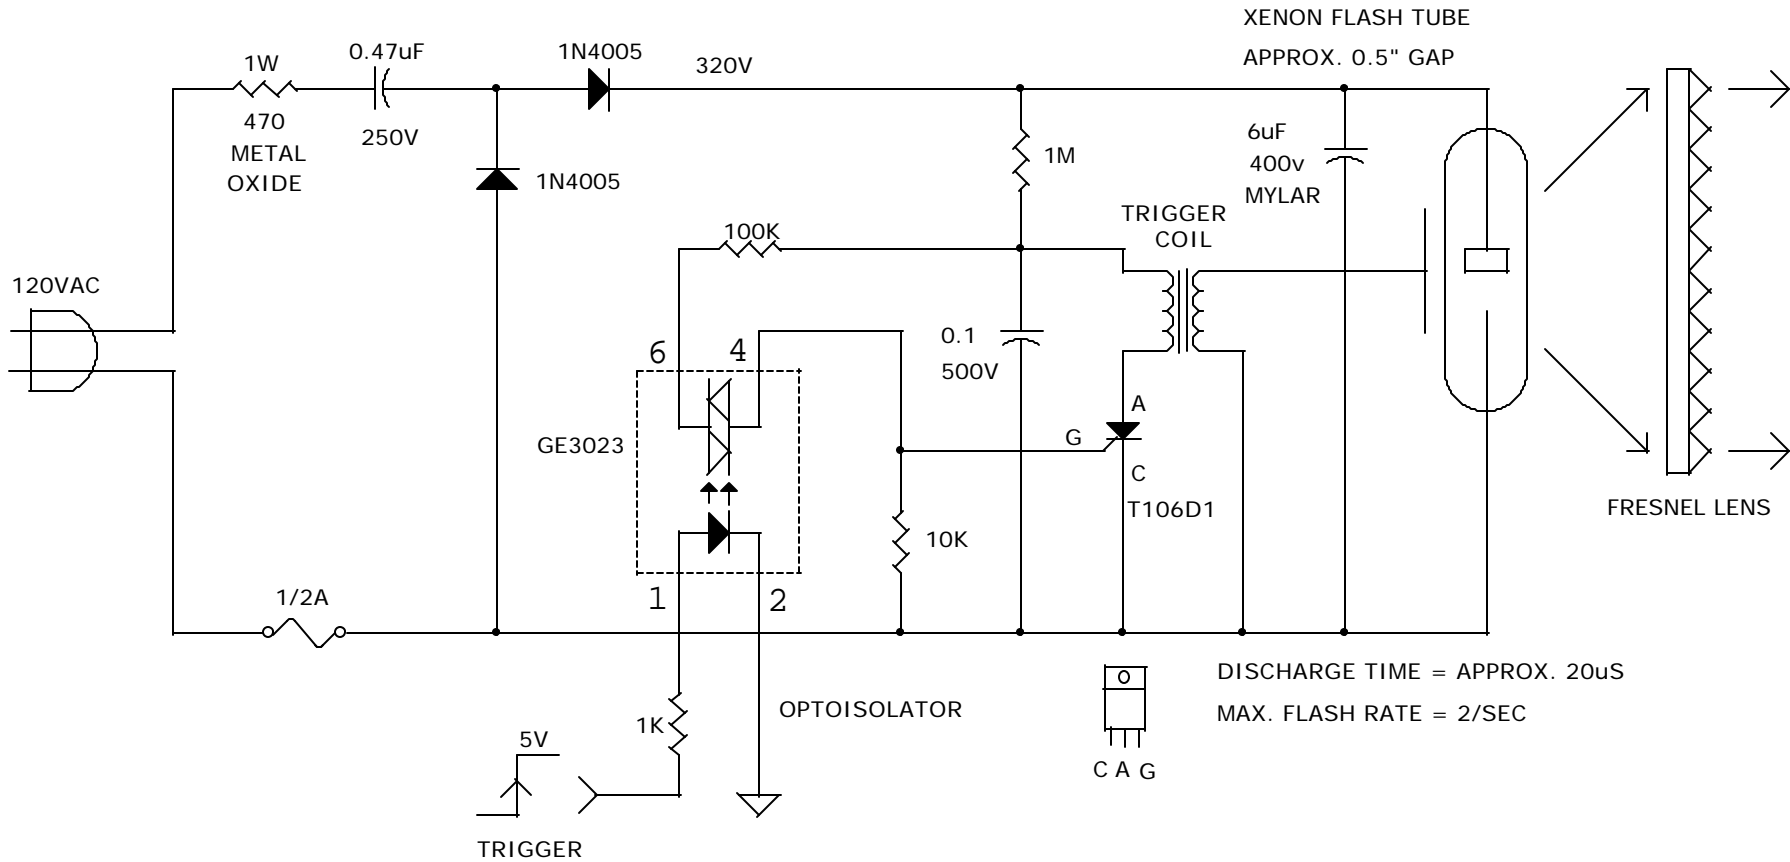 XENON FLASH TUBE
APPROX. 0.5" GAP
1W
0.47uF
1N4005
320V
470
METAL
OXIDE
250V
1N4005
1M
6uF
400v
MYLAR
TRIGGER
COIL
100K
120VAC
0.1
500V
6
4
A
G
C
GE3023
T106D1
FRESNEL LENS
10K
1/2A
1
2
DISCHARGE TIME = APPROX. 20uS
MAX. FLASH RATE = 2/SEC
OPTOISOLATOR
1K
5V
C A G
TRIGGER